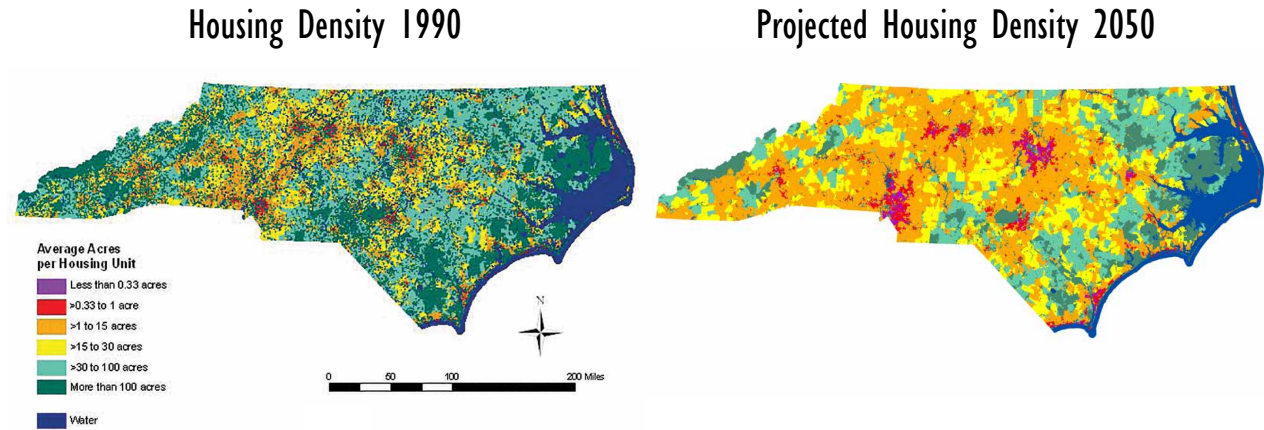 Housing Density 1990
Projected Housing Density 2050
Average Acres
per Housing Unit
Less than 0.33 acres
>0.33 to 1 acre
>1 to 15 acres
>15 to 30 acres
>30 to 100 acres
More than 100 acres
Water
N
0 50 100 200 Miles